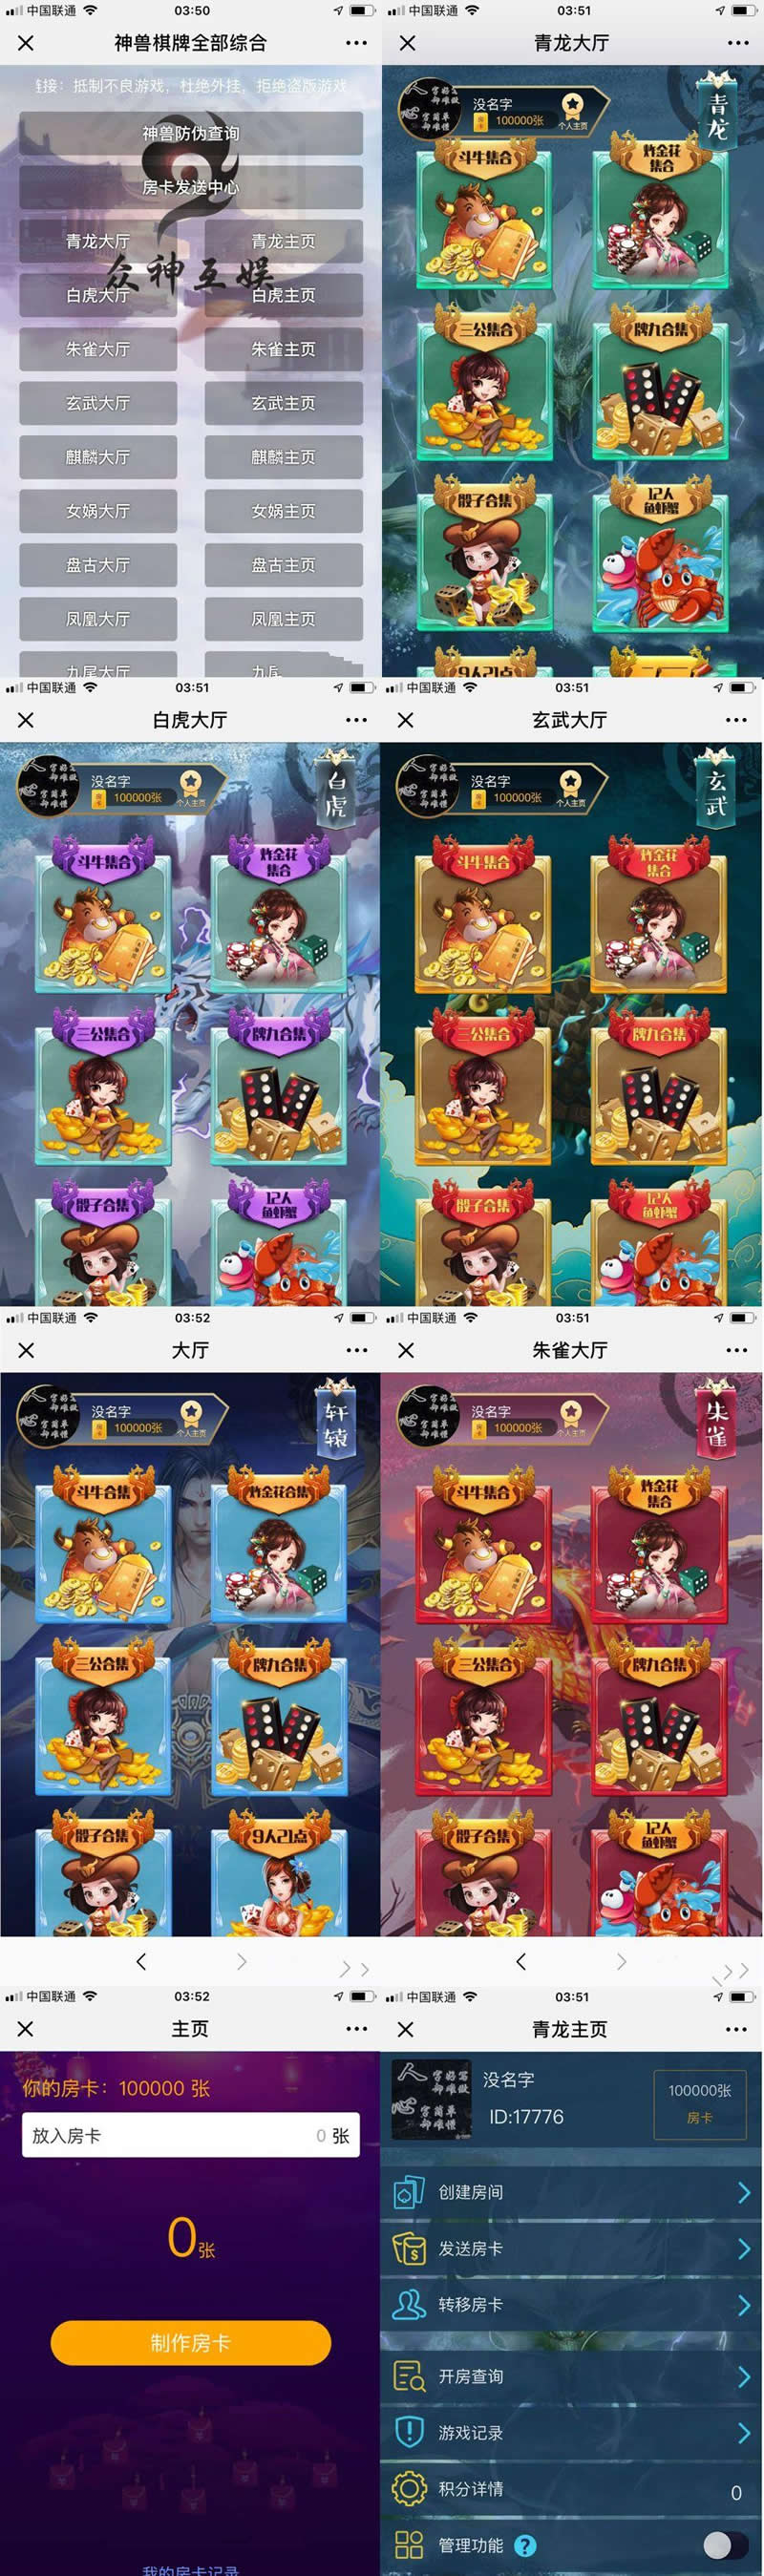 中国联通 03:50
神兽棋牌全部综合
抵制不良游戏，杜绝外挂，拒绝盗版游戏
神兽防伪查询
房卡发送中心
众神互娱
青龙大厅 青龙主页
白虎大厅 白虎主页
朱雀大厅 朱雀主页
玄武大厅 玄武主页
麒麟大厅 麒麟主页
女娲大厅 女娲主页
盘古大厅 盘古主页
凤凰大厅 凤凰主页
九尾大厅 九尾
中国联通 03:51
青龙大厅
没名字
房卡 100000张
个人主页
青龙
斗牛集合
炸金花集合
三公集合
牌九合集
骰子合集
12人鱼虾蟹
9人21点
中国联通 03:51
白虎大厅
没名字
房卡 100000张
个人主页
白虎
斗牛集合
炸金花集合
三公集合
牌九合集
骰子合集
12人鱼虾蟹
中国联通 03:51
玄武大厅
没名字
房卡 100000张
个人主页
玄武
斗牛集合
炸金花集合
三公集合
牌九合集
骰子合集
12人鱼虾蟹
中国联通 03:52
大厅
没名字
房卡 100000张
个人主页
轩辕
斗牛合集
炸金花合集
三公合集
牌九合集
骰子合集
9人21点
中国联通 03:51
朱雀大厅
没名字
房卡 100000张
个人主页
朱雀
斗牛集合
炸金花集合
三公集合
牌九合集
骰子合集
12人鱼虾蟹
中国联通 03:52
主页
你的房卡：100000 张
放入房卡 0 张
0张
制作房卡
我的房卡记录
中国联通 03:51
青龙主页
没名字
ID:17776
100000张
房卡
创建房间
发送房卡
转移房卡
开房查询
游戏记录
积分详情 0
管理功能 ?